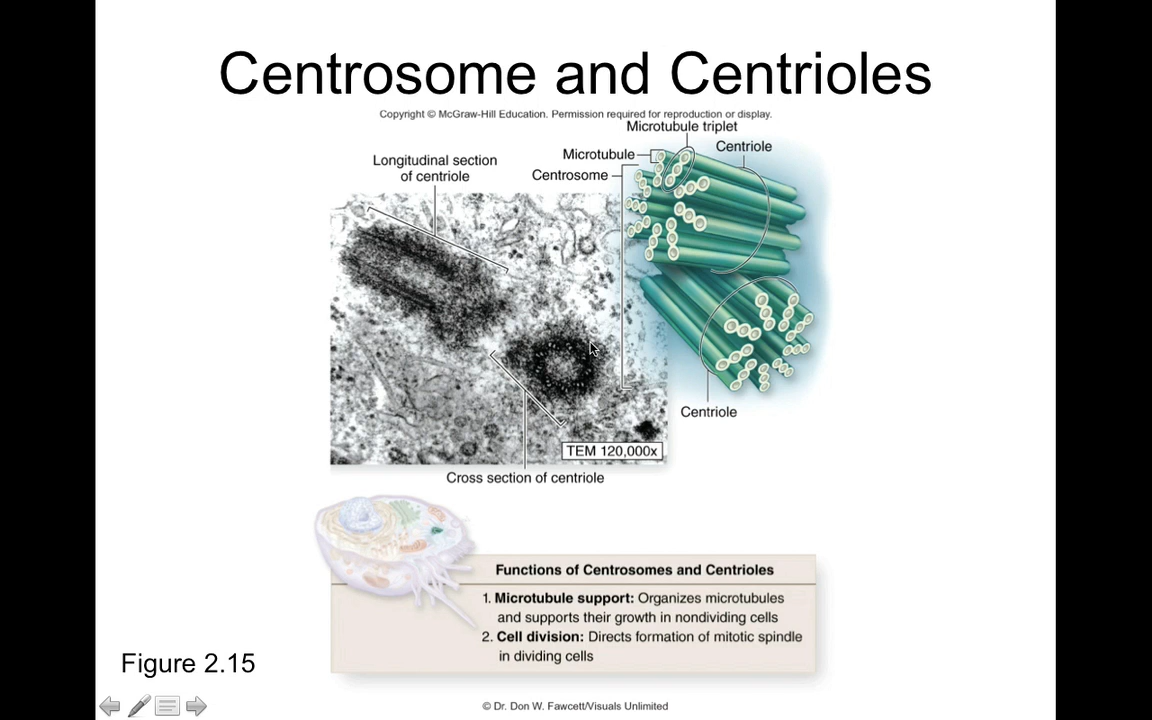 Centrosome and Centrioles
Copyright © McGraw-Hill Education. Permission required for reproduction or display.
Microtubule triplet
Centriole
Microtubule
Centrosome
Longitudinal section
of centriole
Centriole
TEM 120,000x
Cross section of centriole
Functions of Centrosomes and Centrioles
1. Microtubule support: Organizes microtubules
and supports their growth in nondividing cells
2. Cell division: Directs formation of mitotic spindle
in dividing cells
Figure 2.15
© Dr. Don W. Fawcett/Visuals Unlimited